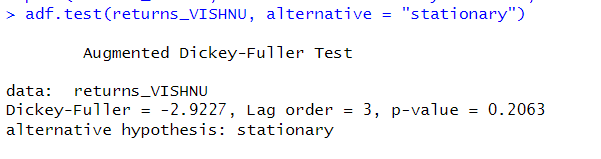 > adf.test(returns_VISHNU, alternative = "stationary")
Augmented Dickey-Fuller Test
data:  returns_VISHNU
Dickey-Fuller = -2.9227, Lag order = 3, p-value = 0.2063
alternative hypothesis: stationary